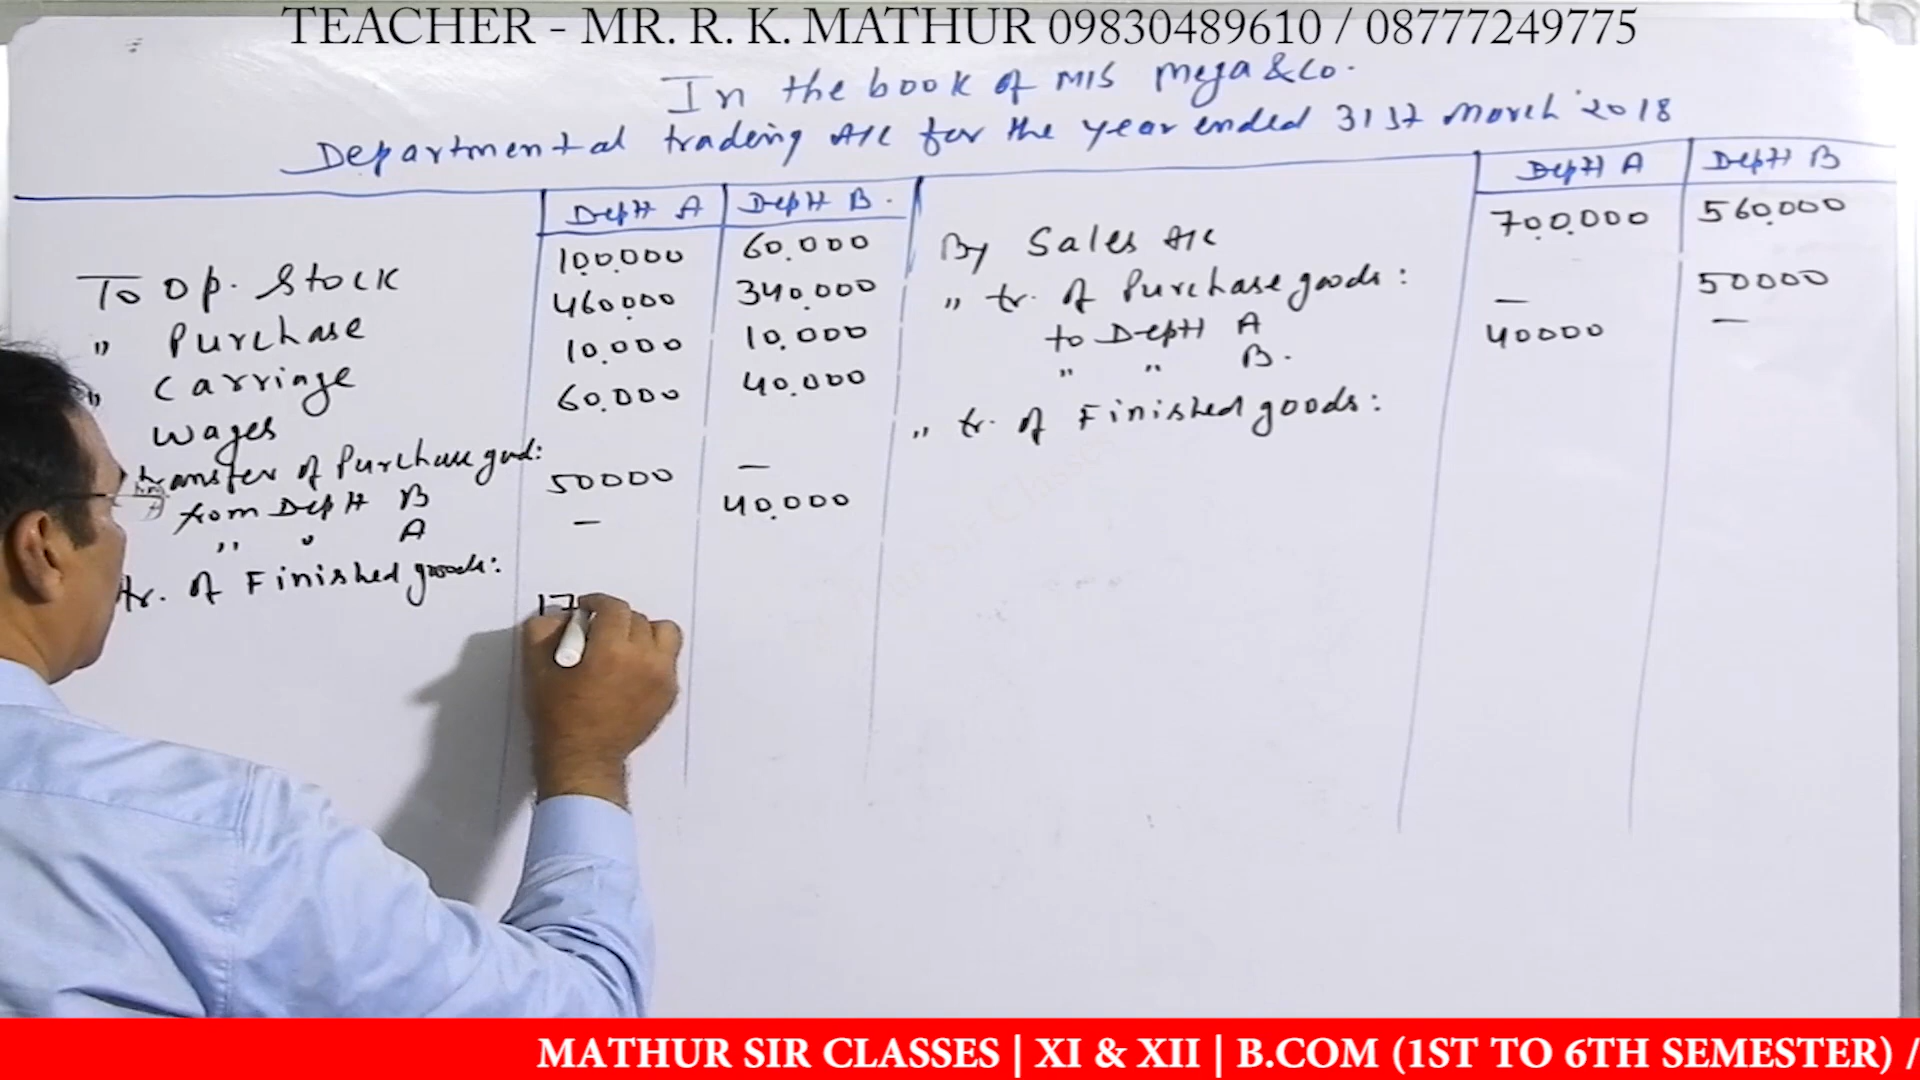 TEACHER - MR. R. K. MATHUR 09830489610 / 08777249775
In the book of M/S Mega & Co.
Departmental trading A/C for the year ended 31st March 2018
Deptt A Deptt B. Deptt A Deptt B
To Op. Stock 100,000 60,000 By Sales A/C 700,000 560,000
" Purchase 460,000 340,000 " tr. of Purchase goods:
to Deptt A — 50000
" Carriage 10,000 10,000 " " B. 40000 —
Wages 60,000 40,000 " tr. of Finished goods:
transfer of Purchase good:
from Deptt B 50000 —
" " A — 40,000
tr. of Finished goods:
17
MATHUR SIR CLASSES | XI & XII | B.COM (1ST TO 6TH SEMESTER) /